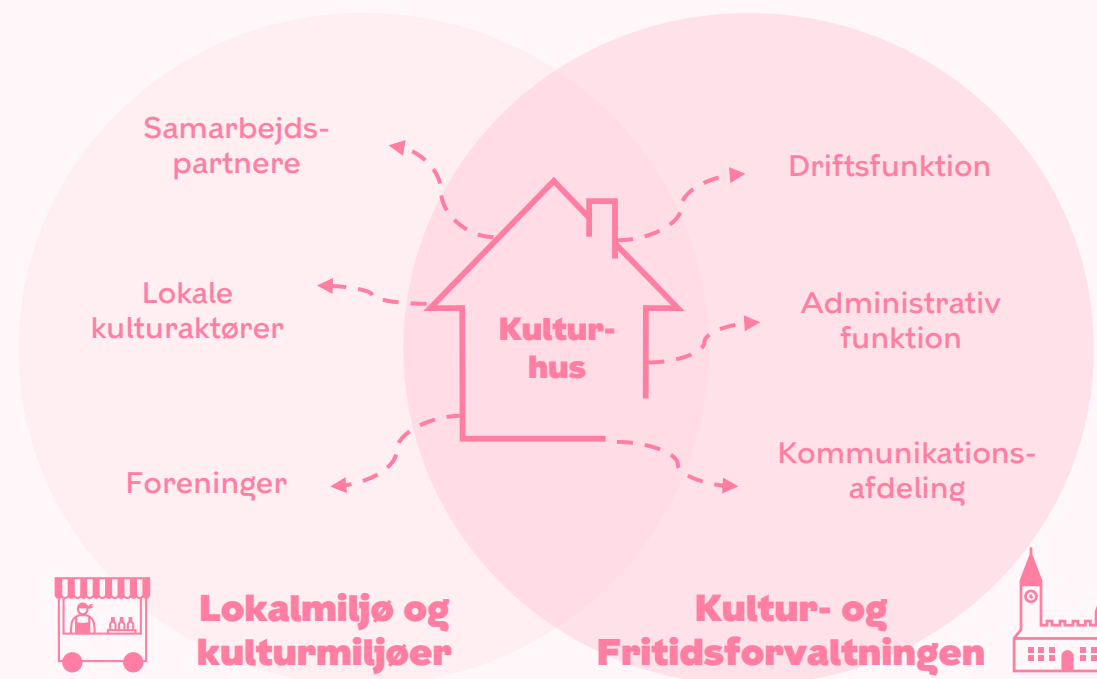 Samarbejds-
partnere
Lokale
kulturaktører
Foreninger
Kultur-
hus
Driftsfunktion
Administrativ
funktion
Kommunikations-
afdeling
Lokalmiljø og
kulturmiljøer
Kultur- og
Fritidsforvaltningen